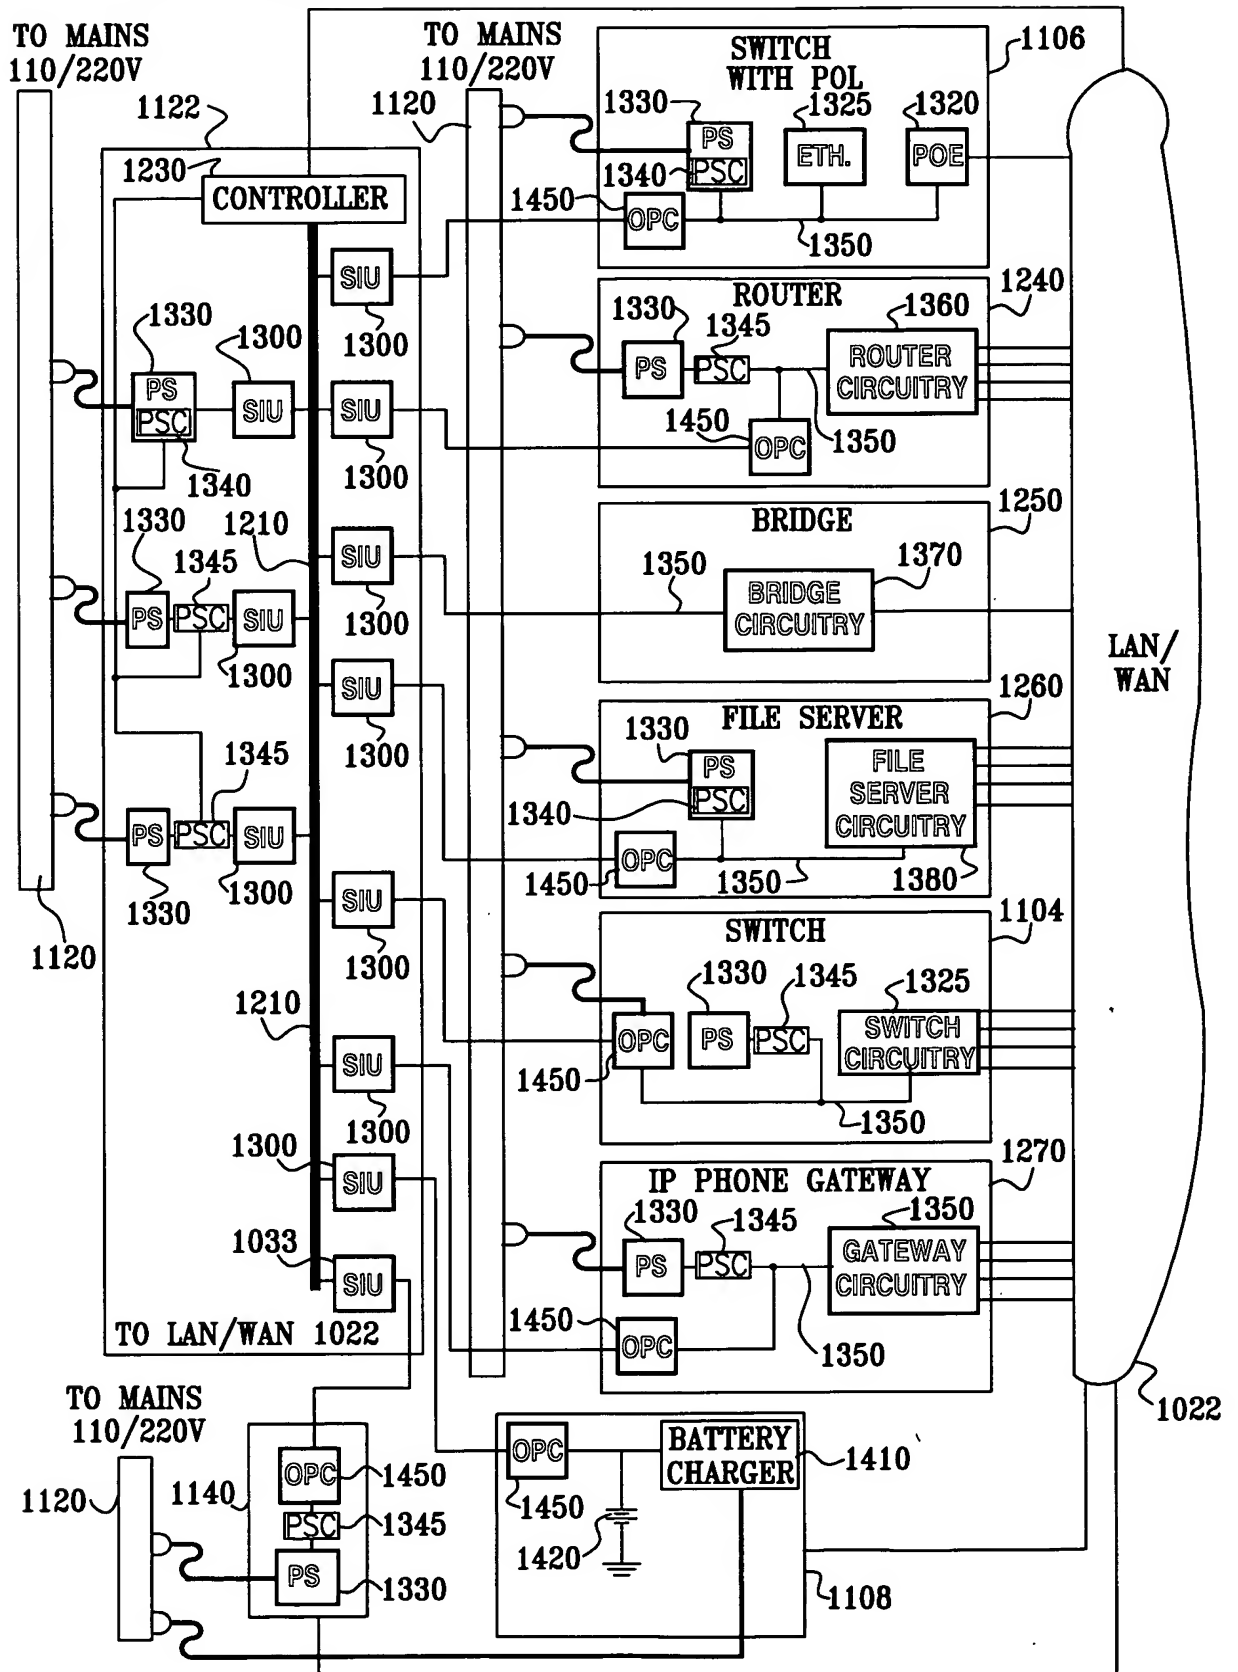 TO MAINS
110/220V
1122
1230
CONTROLLER
SIU
1300
1330
1300
PS
PSC
SIU
1340
SIU
1300
1330
1210
1345
PS
PSC
SIU
1300
SIU
1300
SIU
1300
1345
PS
PSC
SIU
1330
1300
1120
SIU
1300
1210
SIU
1300
1300
SIU
1033
SIU
TO LAN/WAN 1022
TO MAINS
110/220V
1120
SWITCH
WITH POL
1106
1330
1325
1320
PS
PSC
ETH.
POE
1340
1450
OPC
1350
ROUTER
1240
1330
1345
1360
PS
PSC
ROUTER
CIRCUITRY
1450
OPC
1350
BRIDGE
1250
1350
1370
BRIDGE
CIRCUITRY
LAN/
WAN
FILE SERVER
1260
1330
PS
PSC
1340
FILE
SERVER
CIRCUITRY
OPC
1450
1350
1380
SWITCH
1104
1330
1345
1325
OPC
PS
PSC
SWITCH
CIRCUITRY
1450
1350
IP PHONE GATEWAY
1270
1330
1345
1350
PS
PSC
GATEWAY
CIRCUITRY
1450
OPC
1350
1022
TO MAINS
110/220V
1120
1140
OPC
1450
PSC
1345
PS
1330
OPC
1450
BATTERY
CHARGER
1410
1420
1108